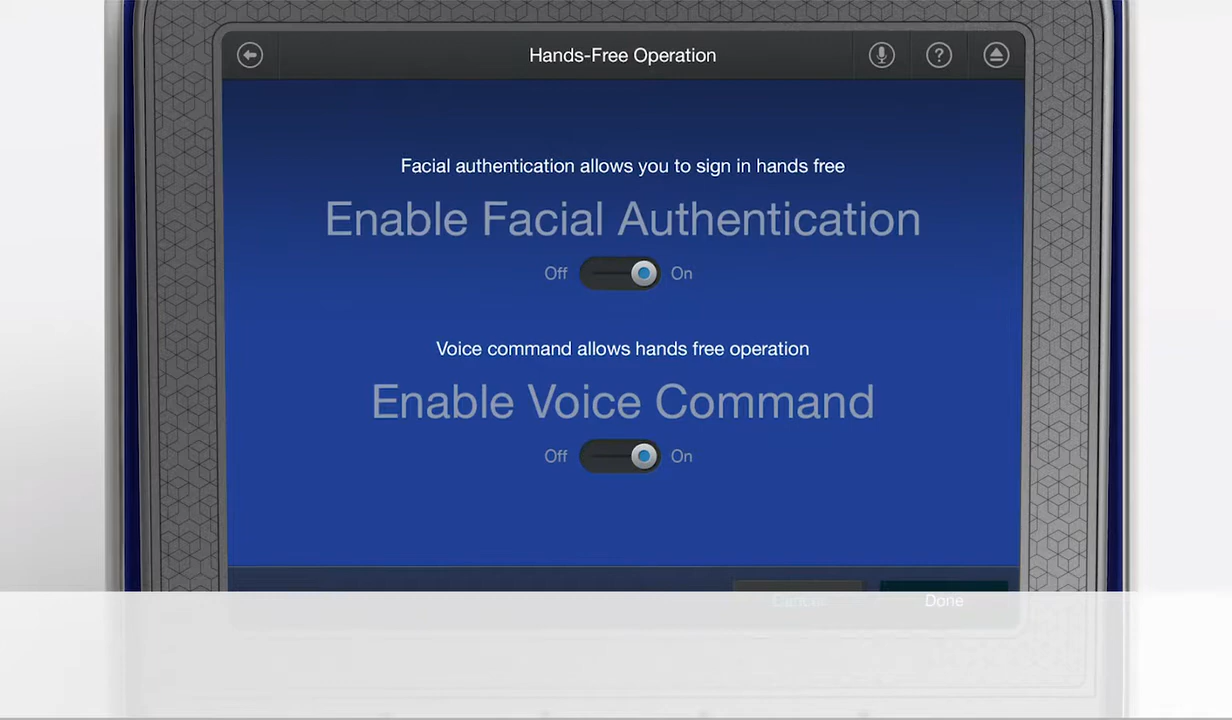 Hands-Free Operation
?
Facial authentication allows you to sign in hands free
Enable Facial Authentication
Off On
Voice command allows hands free operation
Enable Voice Command
Off On
Done